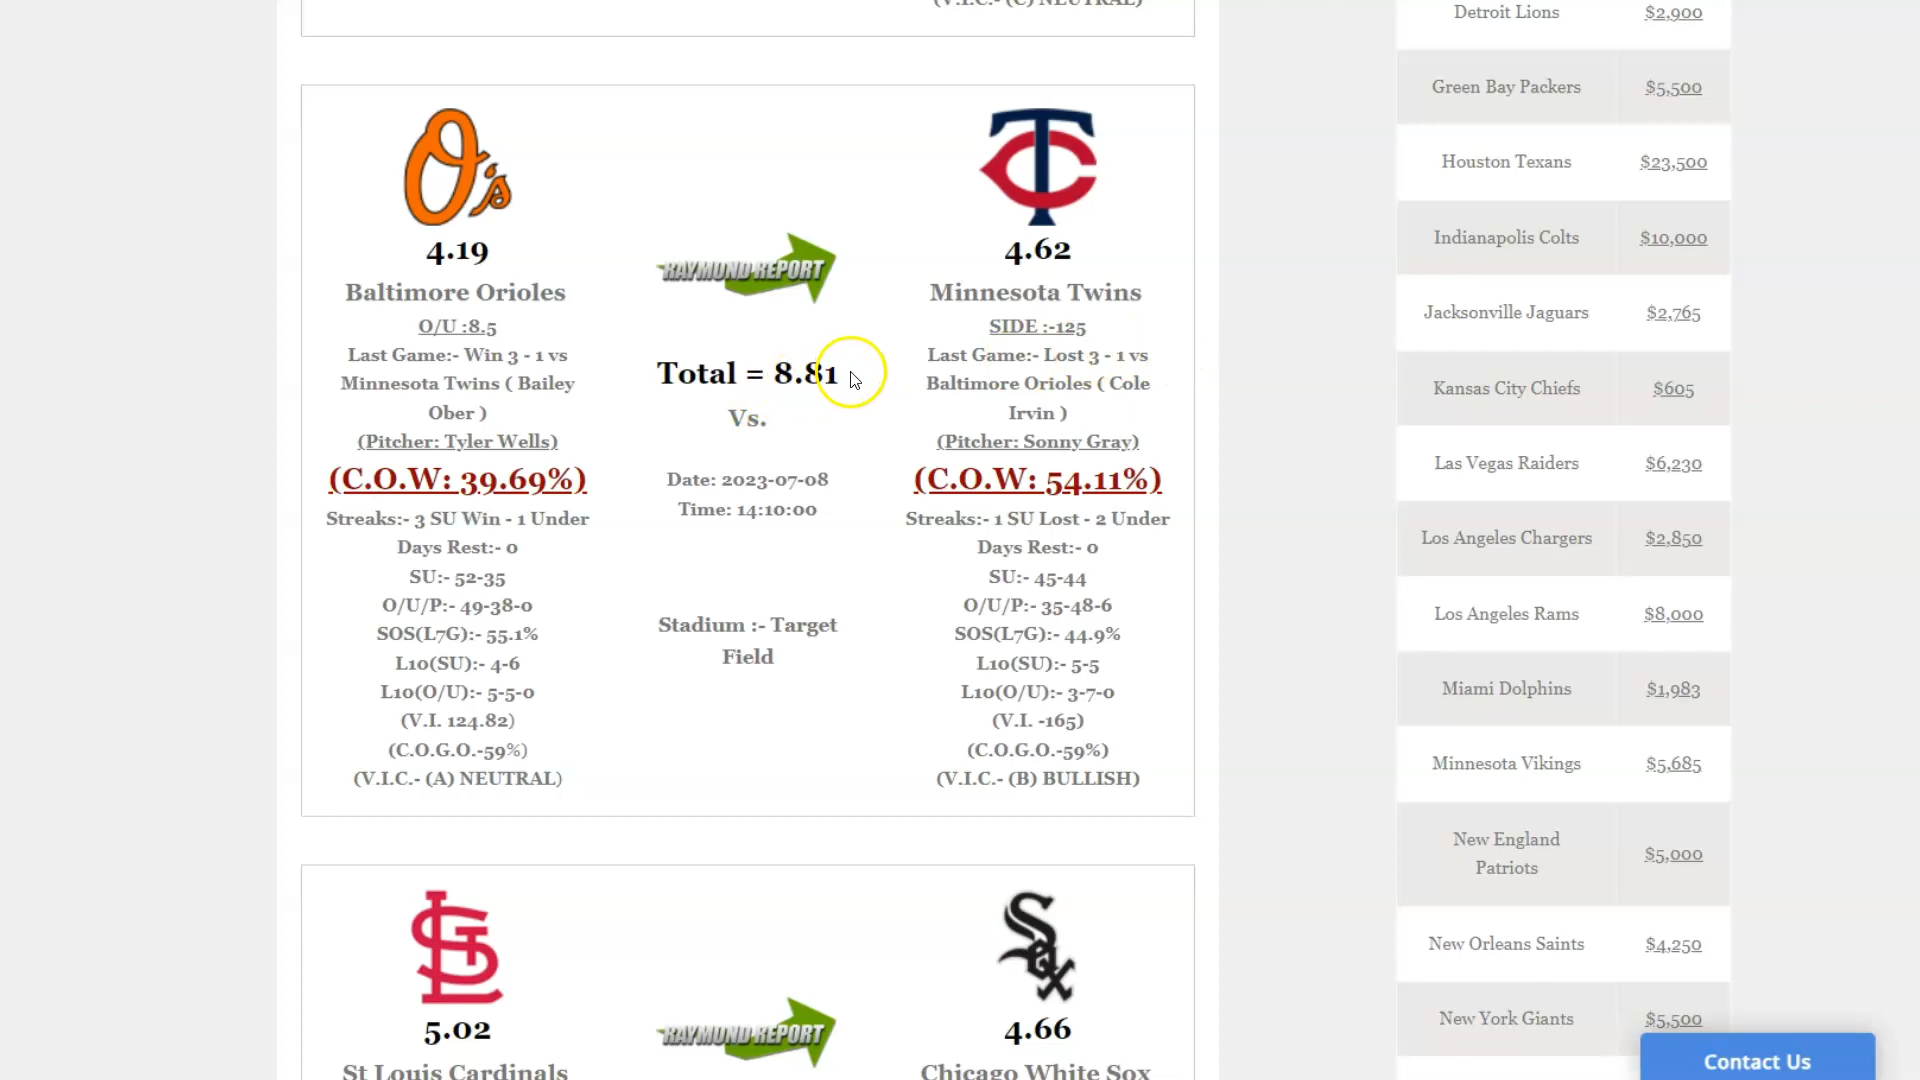 (V.I.C.- (C) NEUTRAL)
O's
4.19
Baltimore Orioles
O/U :8.5
Last Game:- Win 3 - 1 vs
Minnesota Twins ( Bailey
Ober )
(Pitcher: Tyler Wells)
(C.O.W: 39.69%)
Streaks:- 3 SU Win - 1 Under
Days Rest:- 0
SU:- 52-35
O/U/P:- 49-38-0
SOS(L7G):- 55.1%
L10(SU):- 4-6
L10(O/U):- 5-5-0
(V.I. 124.82)
(C.O.G.O.-59%)
(V.I.C.- (A) NEUTRAL)
RAYMOND REPORT
Total = 8.81
Vs.
Date: 2023-07-08
Time: 14:10:00
Stadium :- Target
Field
TC
4.62
Minnesota Twins
SIDE :-125
Last Game:- Lost 3 - 1 vs
Baltimore Orioles ( Cole
Irvin )
(Pitcher: Sonny Gray)
(C.O.W: 54.11%)
Streaks:- 1 SU Lost - 2 Under
Days Rest:- 0
SU:- 45-44
O/U/P:- 35-48-6
SOS(L7G):- 44.9%
L10(SU):- 5-5
L10(O/U):- 3-7-0
(V.I. -165)
(C.O.G.O.-59%)
(V.I.C.- (B) BULLISH)
STL
5.02
St Louis Cardinals
RAYMOND REPORT
Sox
4.66
Chicago White Sox
Detroit Lions $2,900
Green Bay Packers $5,500
Houston Texans $23,500
Indianapolis Colts $10,000
Jacksonville Jaguars $2,765
Kansas City Chiefs $605
Las Vegas Raiders $6,230
Los Angeles Chargers $2,850
Los Angeles Rams $8,000
Miami Dolphins $1,983
Minnesota Vikings $5,685
New England
Patriots $5,000
New Orleans Saints $4,250
New York Giants $5,500
Contact Us